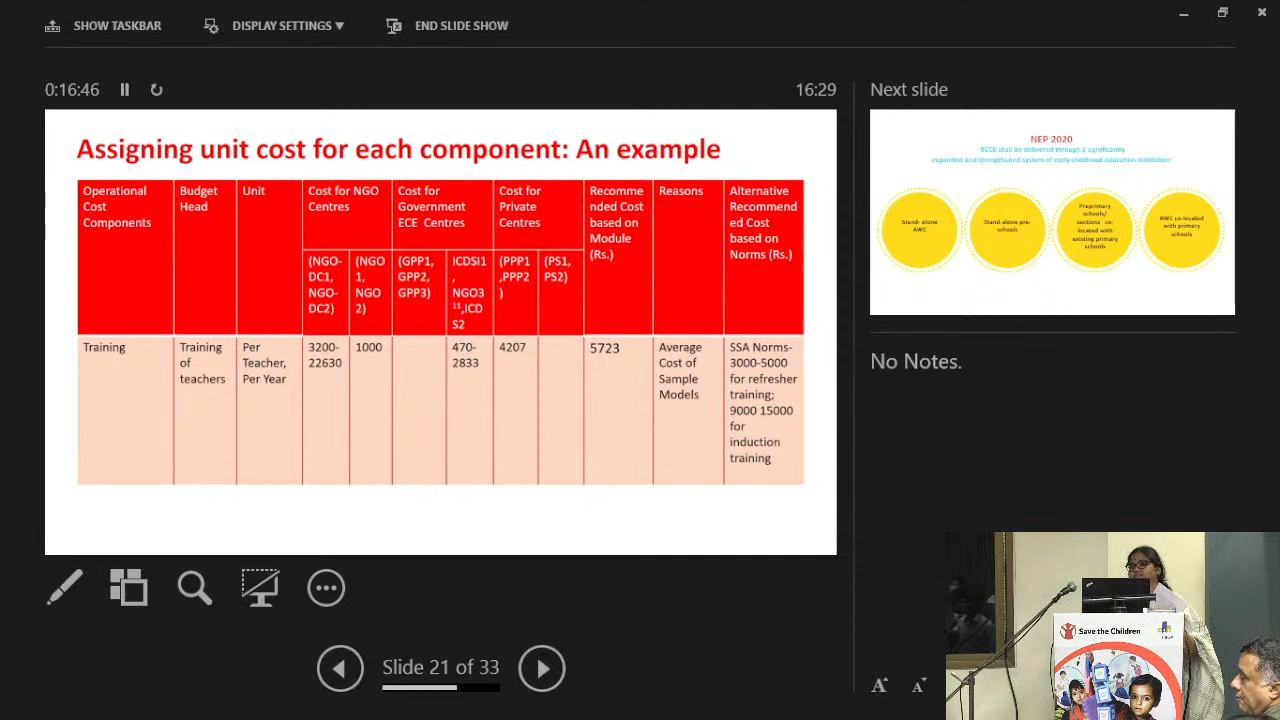 SHOW TASKBAR
DISPLAY SETTINGS ▼
END SLIDE SHOW
0:16:46
16:29
Next slide
Assigning unit cost for each component: An example
Operational
Cost
Components
Budget
Head
Unit
Cost for NGO
Centres
Cost for
Government
ECE Centres
Cost for
Private
Centres
Recomme
nded Cost
based on
Module
(Rs.)
Reasons
Alternative
Recommend
ed Cost
based on
Norms (Rs.)
(NGO-
DC1,
NGO-
DC2)
(NGO
1,
NGO
2)
(GPP1,
GPP2,
GPP3)
ICDSI1
,
NGO3
11,ICD
S2
(PPP1
,PPP2
)
(PS1,
PS2)
Training
Training
of
teachers
Per
Teacher,
Per Year
3200-
22630
1000
470-
2833
4207
5723
Average
Cost of
Sample
Models
SSA Norms-
3000-5000
for refresher
training;
9000 15000
for
induction
training
NEP 2020
'ECCE shall be delivered through a significantly
expanded and strengthened system of early-childhood education institution'
Stand- alone
AWC
Stand-alone pre-
schools
Preprimary
schools/
sections co-
located with
existing primary
schools
AWC co-located
with primary
schools
No Notes.
Slide 21 of 33
A A
Save the Children